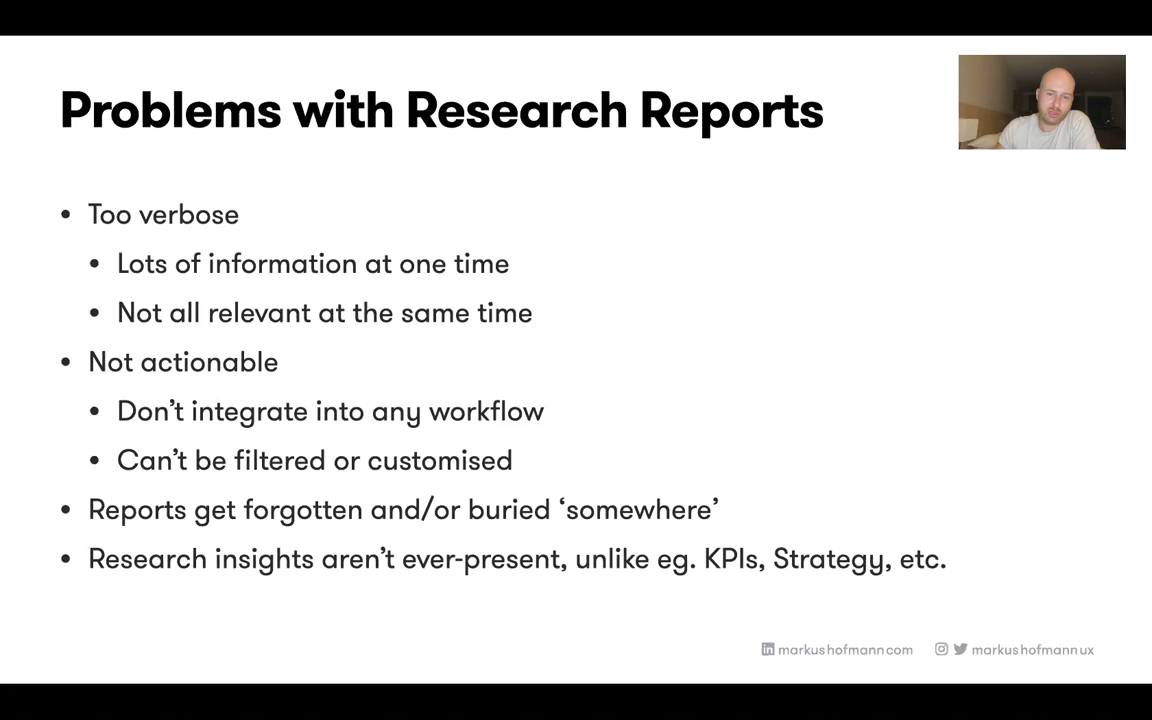 Problems with Research Reports
• Too verbose
• Lots of information at one time
• Not all relevant at the same time
• Not actionable
• Don’t integrate into any workflow
• Can’t be filtered or customised
• Reports get forgotten and/or buried ‘somewhere’
• Research insights aren’t ever-present, unlike eg. KPIs, Strategy, etc.
in markushofmanncom markushofmannux